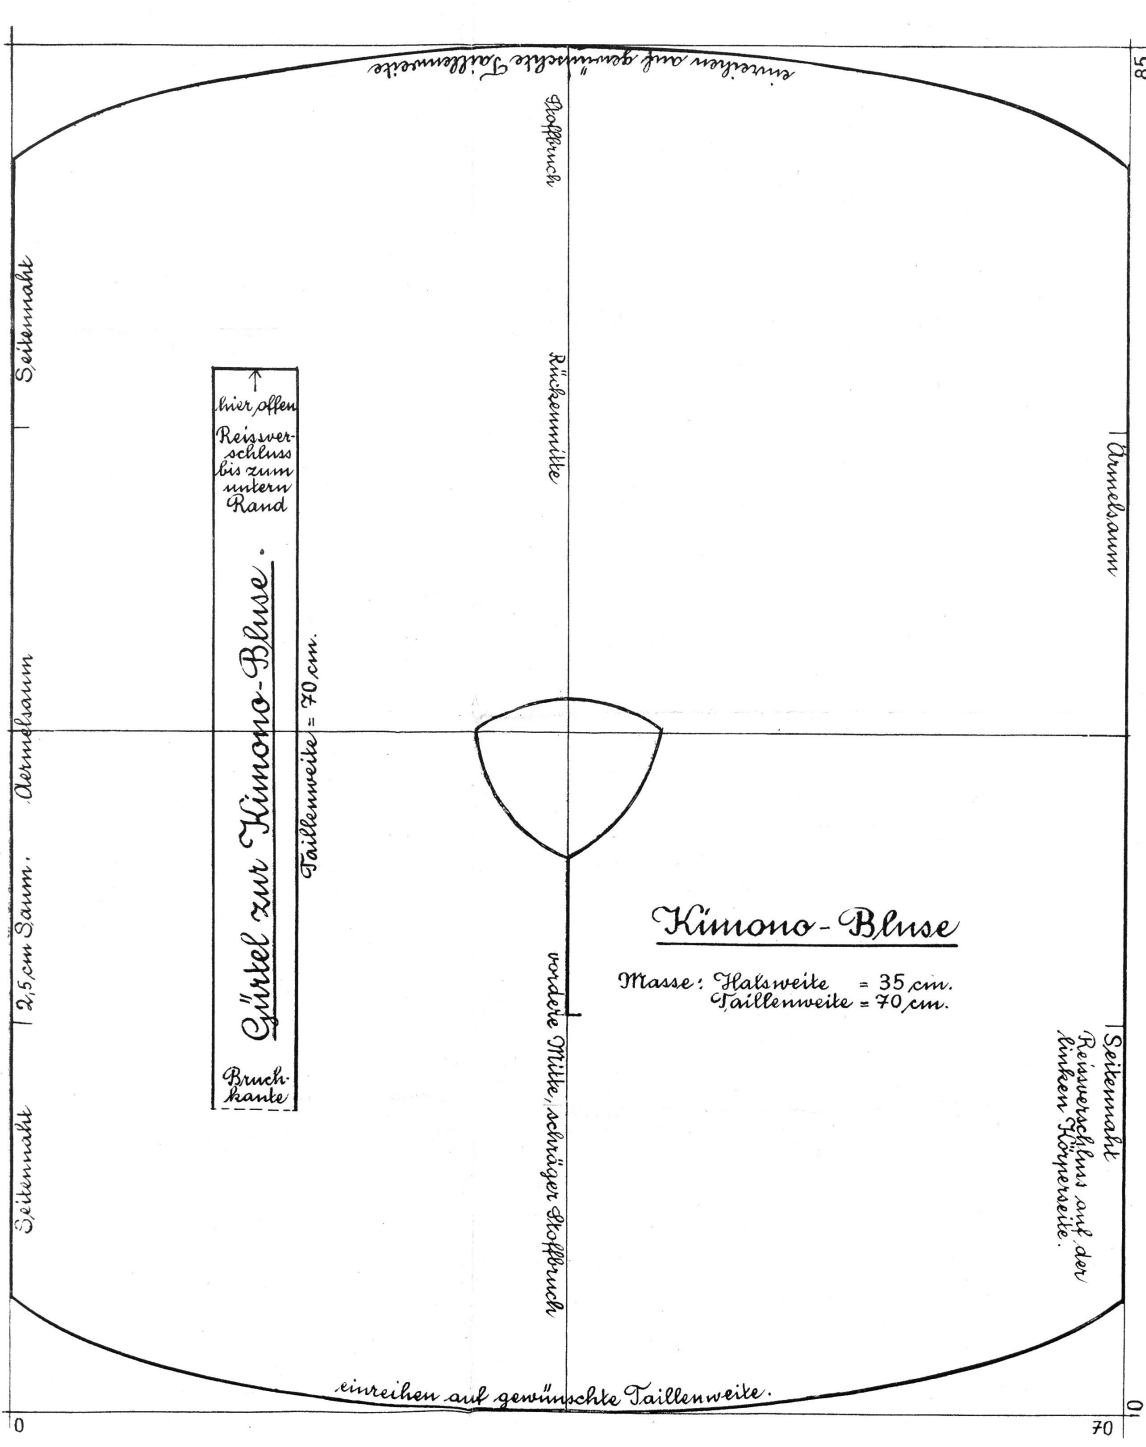 einreihen auf gewünschte Taillenweite
85
Stoffbruch
Seitennaht
Rückenmitte
hier offen
Reissver-
schluss
bis zum
untern
Rand
Ärmelsaum
Gürtel zur Kimono-Bluse.
Taillenweite = 70 cm.
Aermelsaum
2,5 cm Saum.
Kimono-Bluse
Masse: Halsweite = 35 cm.
Taillenweite = 70 cm.
vordere Mitte, schräger Stoffbruch
Bruch-
kante
Seitennaht
Seitennaht
Reissverschluss auf der
linken Körperseite.
einreihen auf gewünschte Taillenweite.
0
70
0